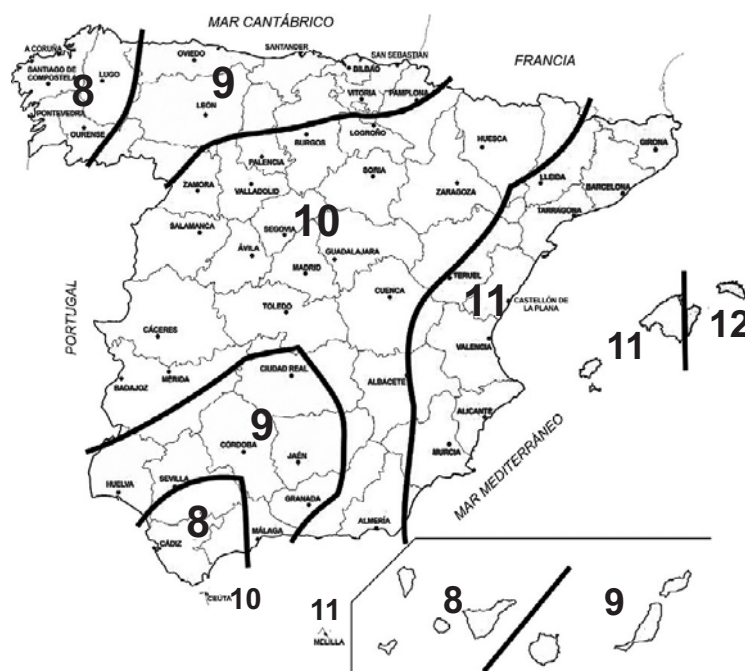 MAR CANTÁBRICO
A CORUÑA
LUGO
SANTIAGO DE
COMPOSTELA
8
PONTEVEDRA
OURENSE
OVIEDO
SANTANDER
9
LEÓN
BILBAO
SAN SEBASTIAN
VITORIA
PAMPLONA
FRANCIA
LOGROÑO
BURGOS
PALENCIA
HUESCA
GIRONA
ZAMORA
VALLADOLID
SORIA
ZARAGOZA
LLEIDA
BARCELONA
TARRAGONA
10
SALAMANCA
SEGOVIA
ÁVILA
GUADALAJARA
MADRID
TERUEL
CUENCA
11
CASTELLÓN DE
LA PLANA
11
12
PORTUGAL
TOLEDO
CÁCERES
VALENCIA
BADAJOZ
MÉRIDA
CIUDAD REAL
ALBACETE
ALICANTE
9
CÓRDOBA
JAÉN
MURCIA
MAR MEDITERRÁNEO
HUELVA
SEVILLA
GRANADA
8
CÁDIZ
MÁLAGA
ALMERÍA
CEUTA
10
11
MELILLA
8
9